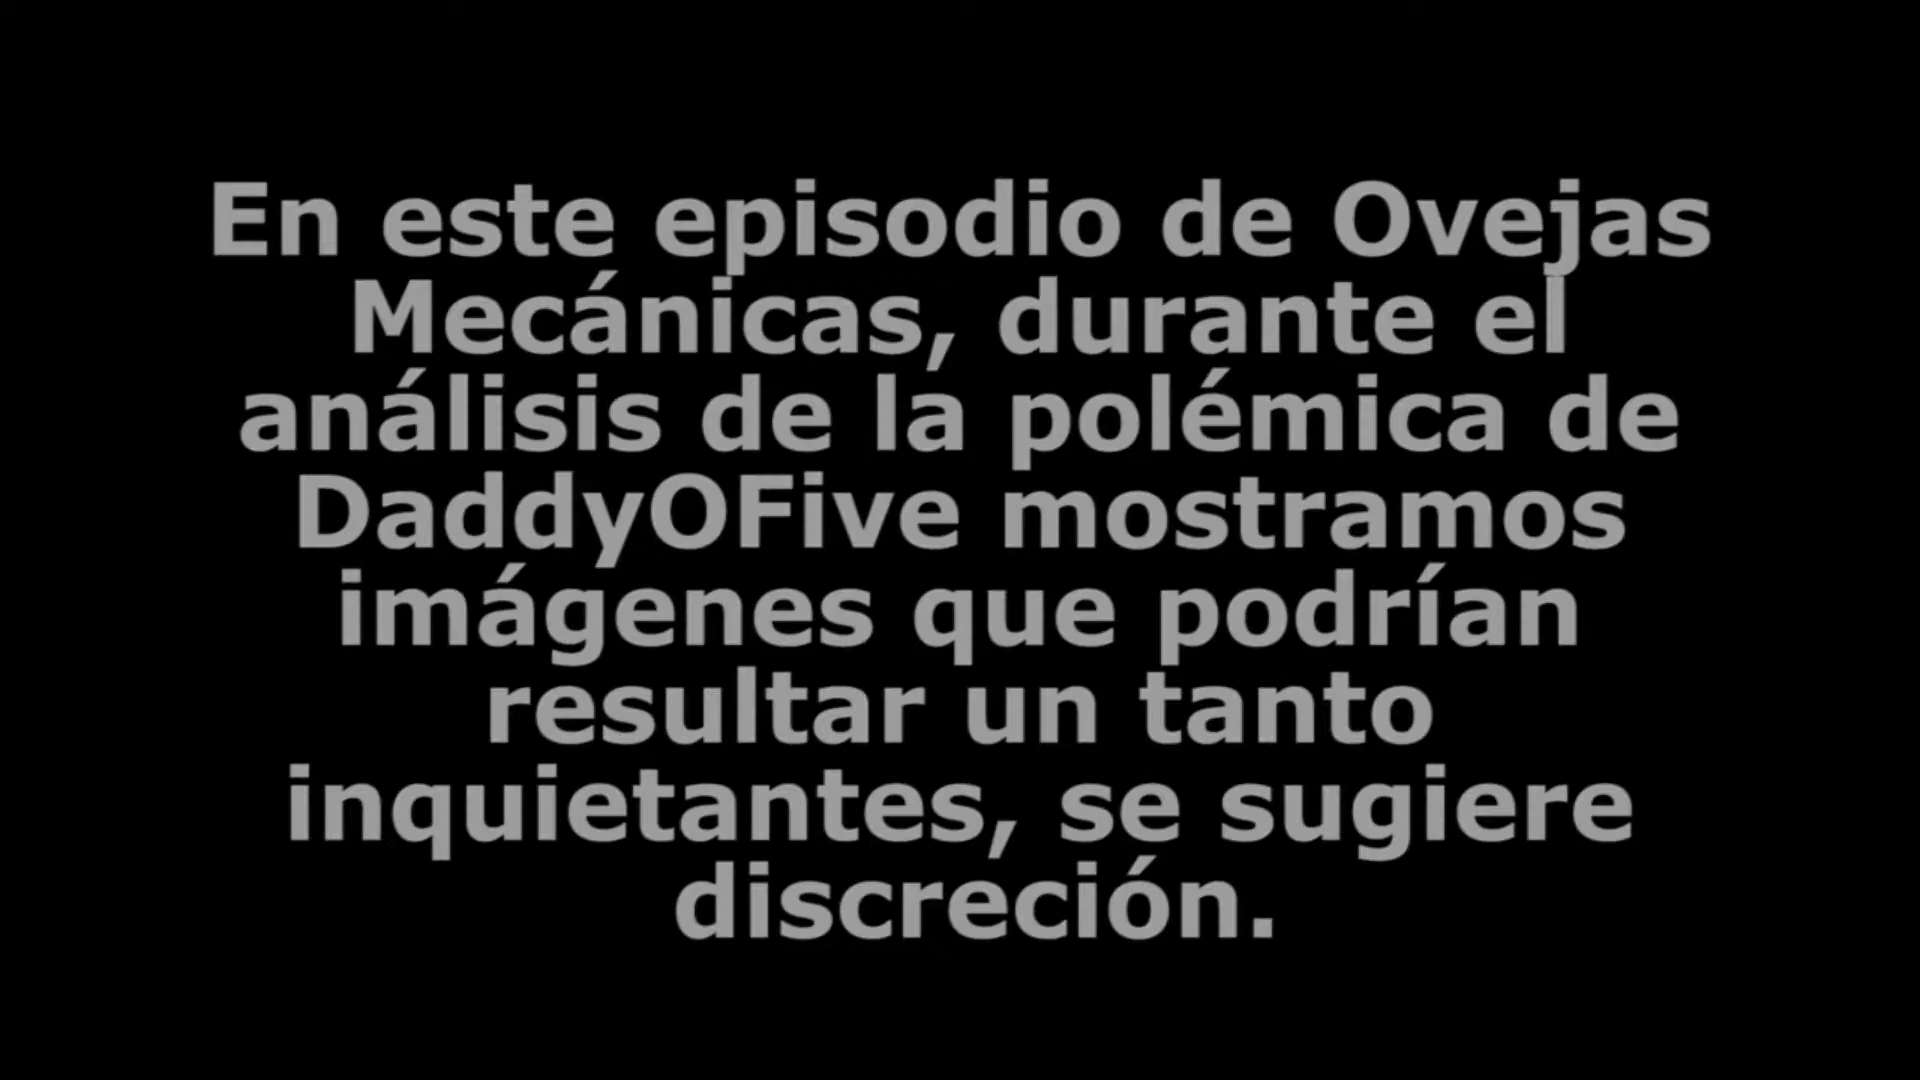 En este episodio de Ovejas
Mecánicas, durante el
análisis de la polémica de
DaddyOFive mostramos
imágenes que podrían
resultar un tanto
inquietantes, se sugiere
discreción.